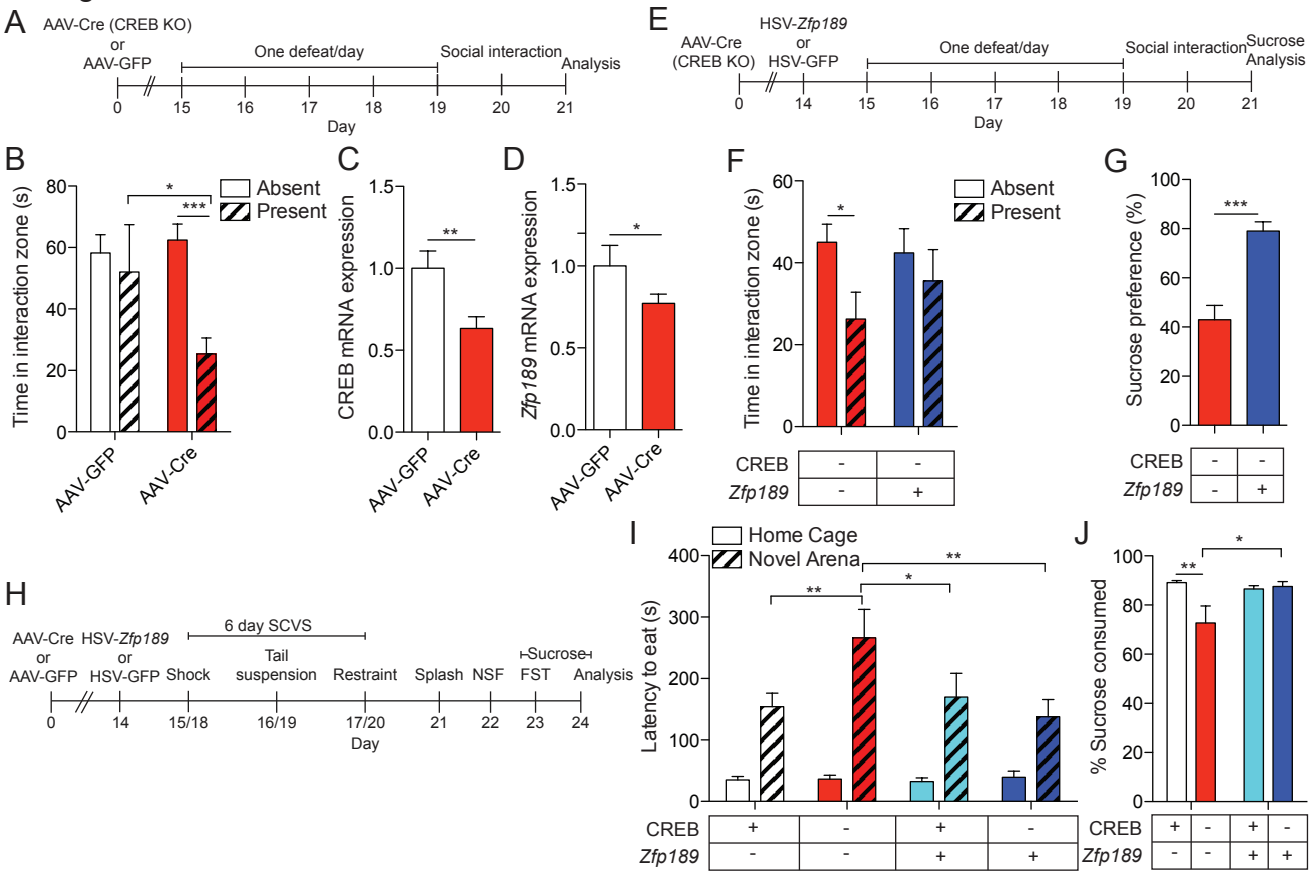 A
AAV-Cre (CREB KO)
or
AAV-GFP
One defeat/day
Social interaction
Analysis
0 15 16 17 18 19 20 21
Day
E
AAV-Cre
(CREB KO)
HSV-Zfp189
or
HSV-GFP
One defeat/day
Social interaction
Sucrose
Analysis
0 14 15 16 17 18 19 20 21
Day
B
Time in interaction zone (s)
80
60
40
20
0
*
***
Absent
Present
AAV-GFP
AAV-Cre
C
CREB mRNA expression
1.5
1.0
0.5
0.0
**
AAV-GFP
AAV-Cre
D
Zfp189 mRNA expression
1.5
1.0
0.5
0.0
*
AAV-GFP
AAV-Cre
F
Time in interaction zone (s)
60
40
20
0
*
Absent
Present
CREB - -
Zfp189 - +
G
Sucrose preference (%)
100
80
60
40
20
0
***
CREB - -
Zfp189 - +
H
AAV-Cre
or
AAV-GFP
HSV-Zfp189
or
HSV-GFP
6 day SCVS
Shock
Tail
suspension
Restraint
Splash
NSF
Sucrose
FST
Analysis
0 14 15/18 16/19 17/20 21 22 23 24
Day
I
Home Cage
Novel Arena
Latency to eat (s)
400
300
200
100
0
**
*
**
CREB + - + -
Zfp189 - - + +
J
% Sucrose consumed
100
80
60
40
20
0
**
*
CREB + - + -
Zfp189 - - + +